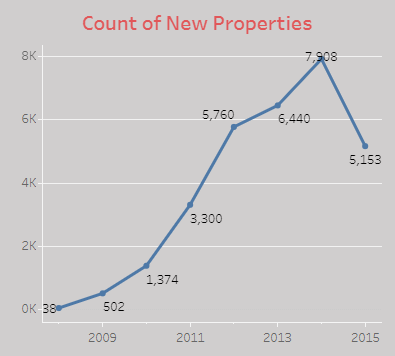 Count of New Properties
8K
7,908
6K
5,760
6,440
5,153
4K
3,300
2K
1,374
0K
38
502
2009
2011
2013
2015